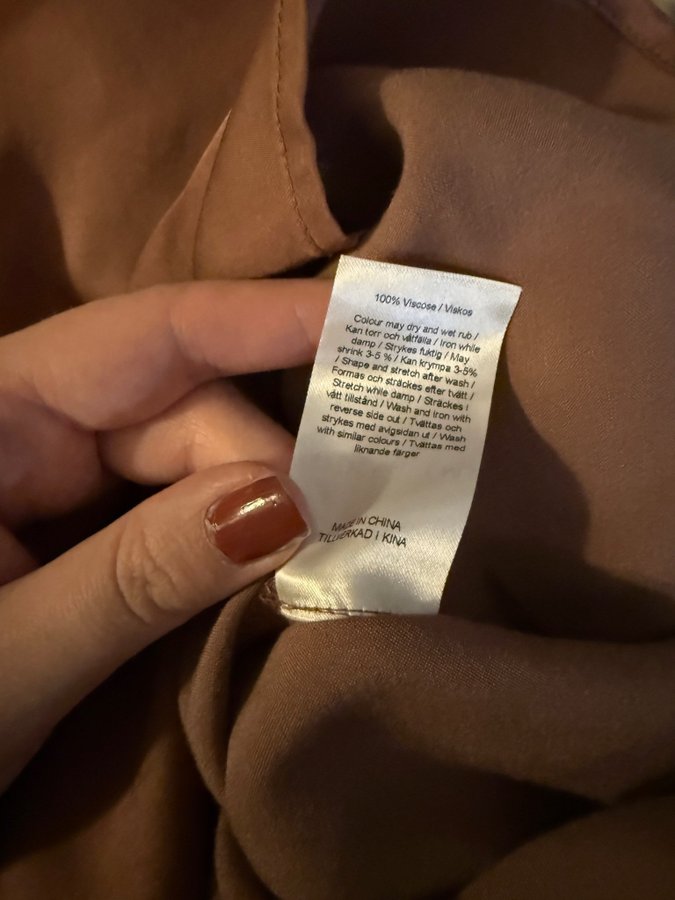 100% Viscose / Viskos
Colour may dry and wet rub /
Kan torr och våtfälla / Iron while
damp / Strykes fuktig / May
shrink 3-5 % / Kan krympa 3-5%
/ Shape and stretch after wash /
Formas och sträckes efter tvätt /
Stretch while damp / Sträckes i
vått tillstånd / Wash and iron with
reverse side out / Tvättas och
strykes med avigsidan ut / Wash
with similar colours / Tvättas med
liknande färger
MADE IN CHINA
TILLVERKAD I KINA